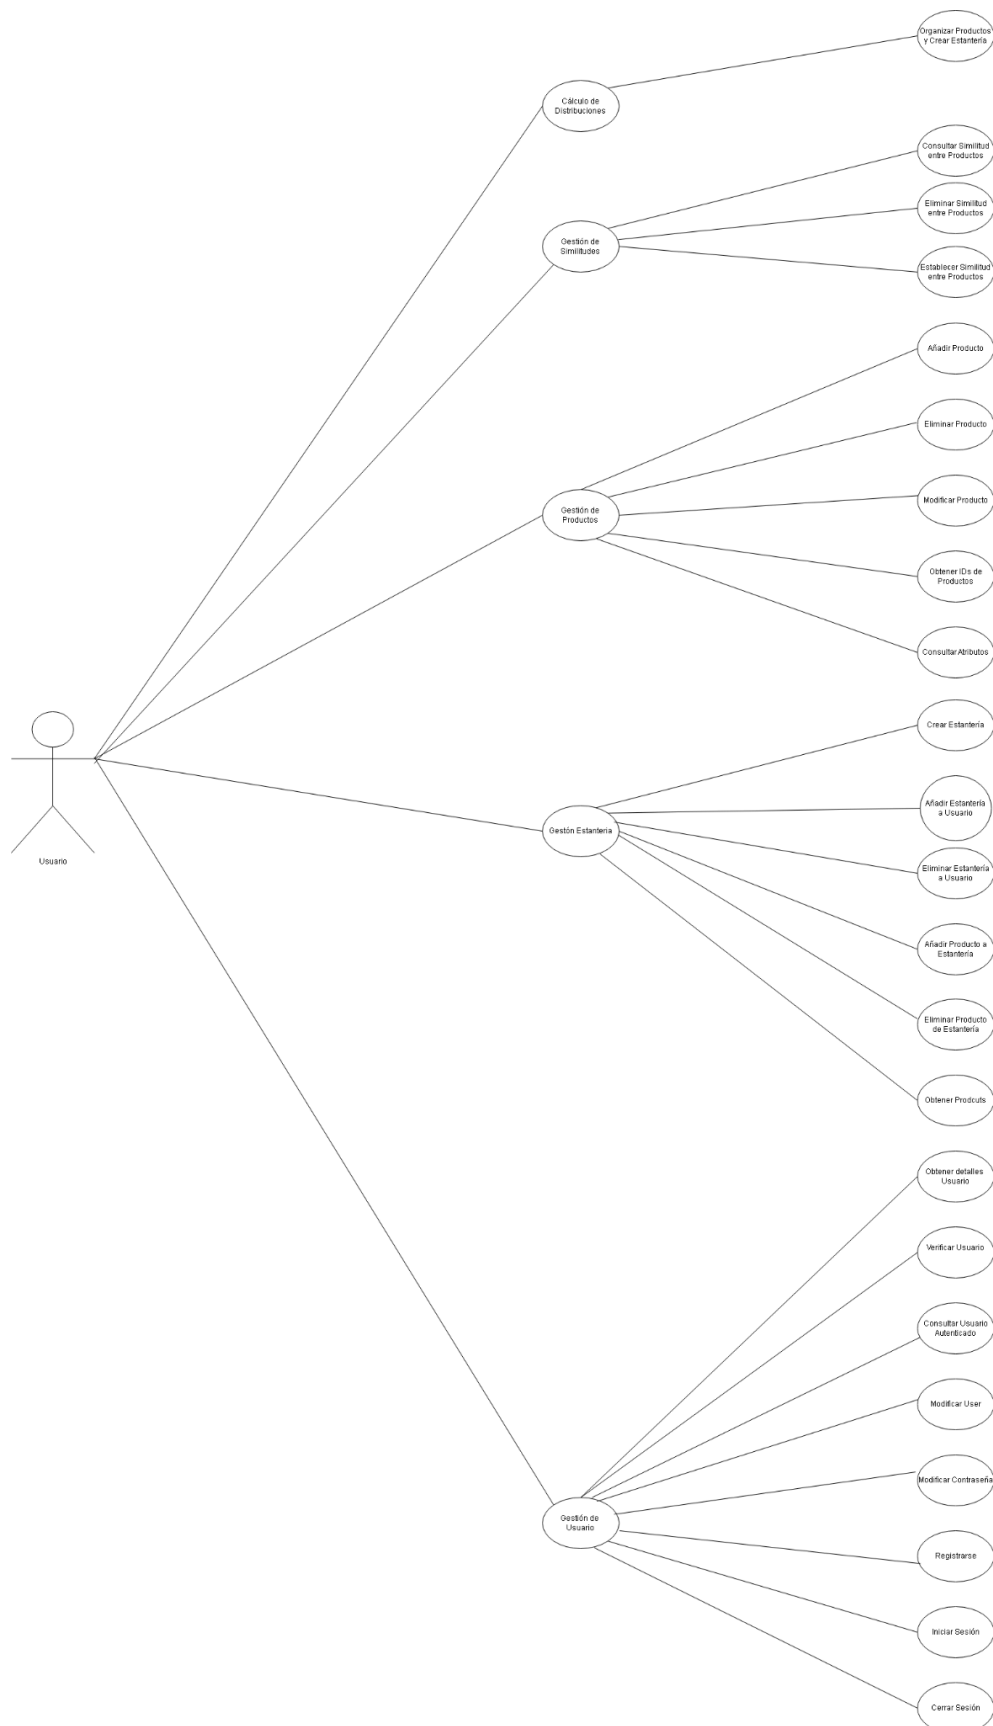 Organizar Productos
y Crear Estantería
Cálculo de
Distribuciones
Consultar Similitud
entre Productos
Eliminar Similitud
entre Productos
Gestión de
Similitudes
Establecer Similitud
entre Productos
Añadir Producto
Eliminar Producto
Modificar Producto
Gestión de
Productos
Obtener IDs de
Productos
Consultar Atributos
Crear Estantería
Añadir Estantería
a Usuario
Gestón Estanteria
Usuario
Eliminar Estantería
a Usuario
Añadir Producto a
Estantería
Eliminar Producto
de Estantería
Obtener Prodcuts
Obtener detalles
Usuario
Verificar Usuario
Consultar Usuario
Autenticado
Modificar User
Modificar Contraseña
Gestión de
Usuario
Registrarse
Iniciar Sesión
Cerrar Sesión